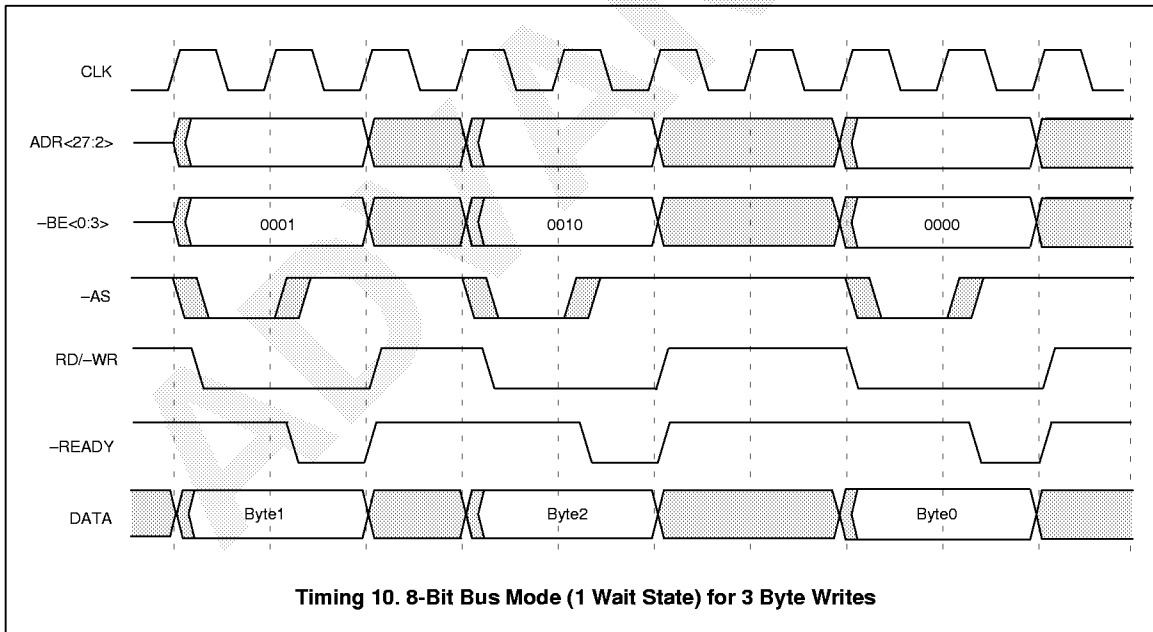 CLK
ADR<27:2>
–BE<0:3> 0001 0010 0000
–AS
RD/–WR
–READY
DATA Byte1 Byte2 Byte0
Timing 10. 8-Bit Bus Mode (1 Wait State) for 3 Byte Writes